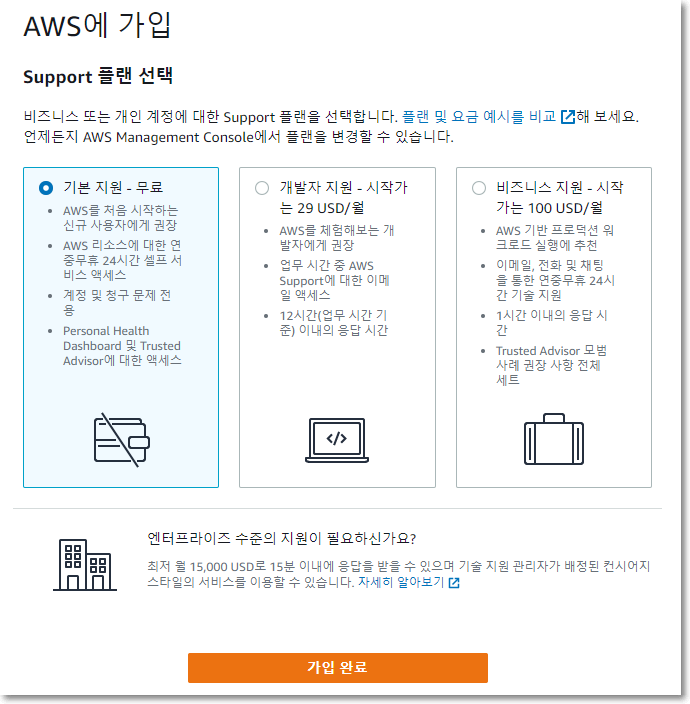 AWS에 가입
Support 플랜 선택
비즈니스 또는 개인 계정에 대한 Support 플랜을 선택합니다. 플랜 및 요금 예시를 비교해 보세요.
언제든지 AWS Management Console에서 플랜을 변경할 수 있습니다.
기본 지원 - 무료
• AWS를 처음 시작하는
신규 사용자에게 권장
• AWS 리소스에 대한 연
중무휴 24시간 셀프 서
비스 액세스
• 계정 및 청구 문제 전
용
• Personal Health
Dashboard 및 Trusted
Advisor에 대한 액세스
개발자 지원 - 시작가
는 29 USD/월
• AWS를 체험해보는 개
발자에게 권장
• 업무 시간 중 AWS
Support에 대한 이메
일 액세스
• 12시간(업무 시간 기
준) 이내의 응답 시간
</>
비즈니스 지원 - 시작
가는 100 USD/월
• AWS 기반 프로덕션 워
크로드 실행에 추천
• 이메일, 전화 및 채팅
을 통한 연중무휴 24시
간 기술 지원
• 1시간 이내의 응답 시
간
• Trusted Advisor 모범
사례 권장 사항 전체
세트
엔터프라이즈 수준의 지원이 필요하신가요?
최저 월 15,000 USD로 15분 이내에 응답을 받을 수 있으며 기술 지원 관리자가 배정된 컨시어지
스타일의 서비스를 이용할 수 있습니다. 자세히 알아보기
가입 완료